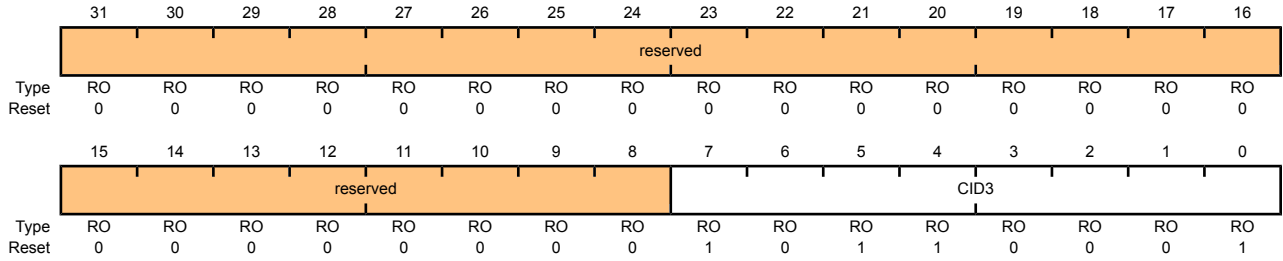 31 30 29 28 27 26 25 24 23 22 21 20 19 18 17 16
reserved
Type RO RO RO RO RO RO RO RO RO RO RO RO RO RO RO RO
Reset 0 0 0 0 0 0 0 0 0 0 0 0 0 0 0 0
15 14 13 12 11 10 9 8 7 6 5 4 3 2 1 0
reserved CID3
Type RO RO RO RO RO RO RO RO RO RO RO RO RO RO RO RO
Reset 0 0 0 0 0 0 0 0 1 0 1 1 0 0 0 1